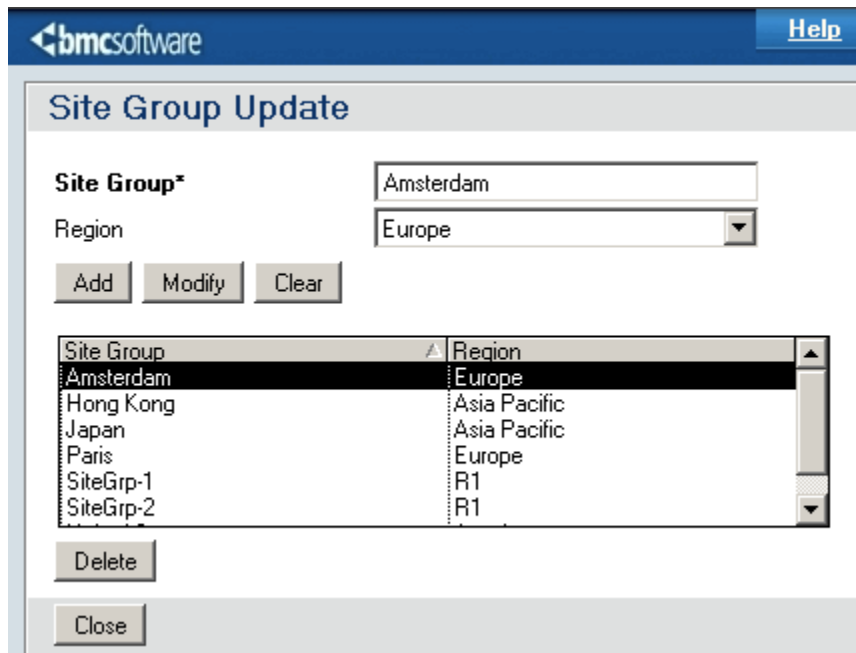 bmcsoftware Help
Site Group Update
Site Group* Amsterdam
Region Europe
Add Modify Clear
Site Group Region
Amsterdam Europe
Hong Kong Asia Pacific
Japan Asia Pacific
Paris Europe
SiteGrp-1 R1
SiteGrp-2 R1
Delete
Close